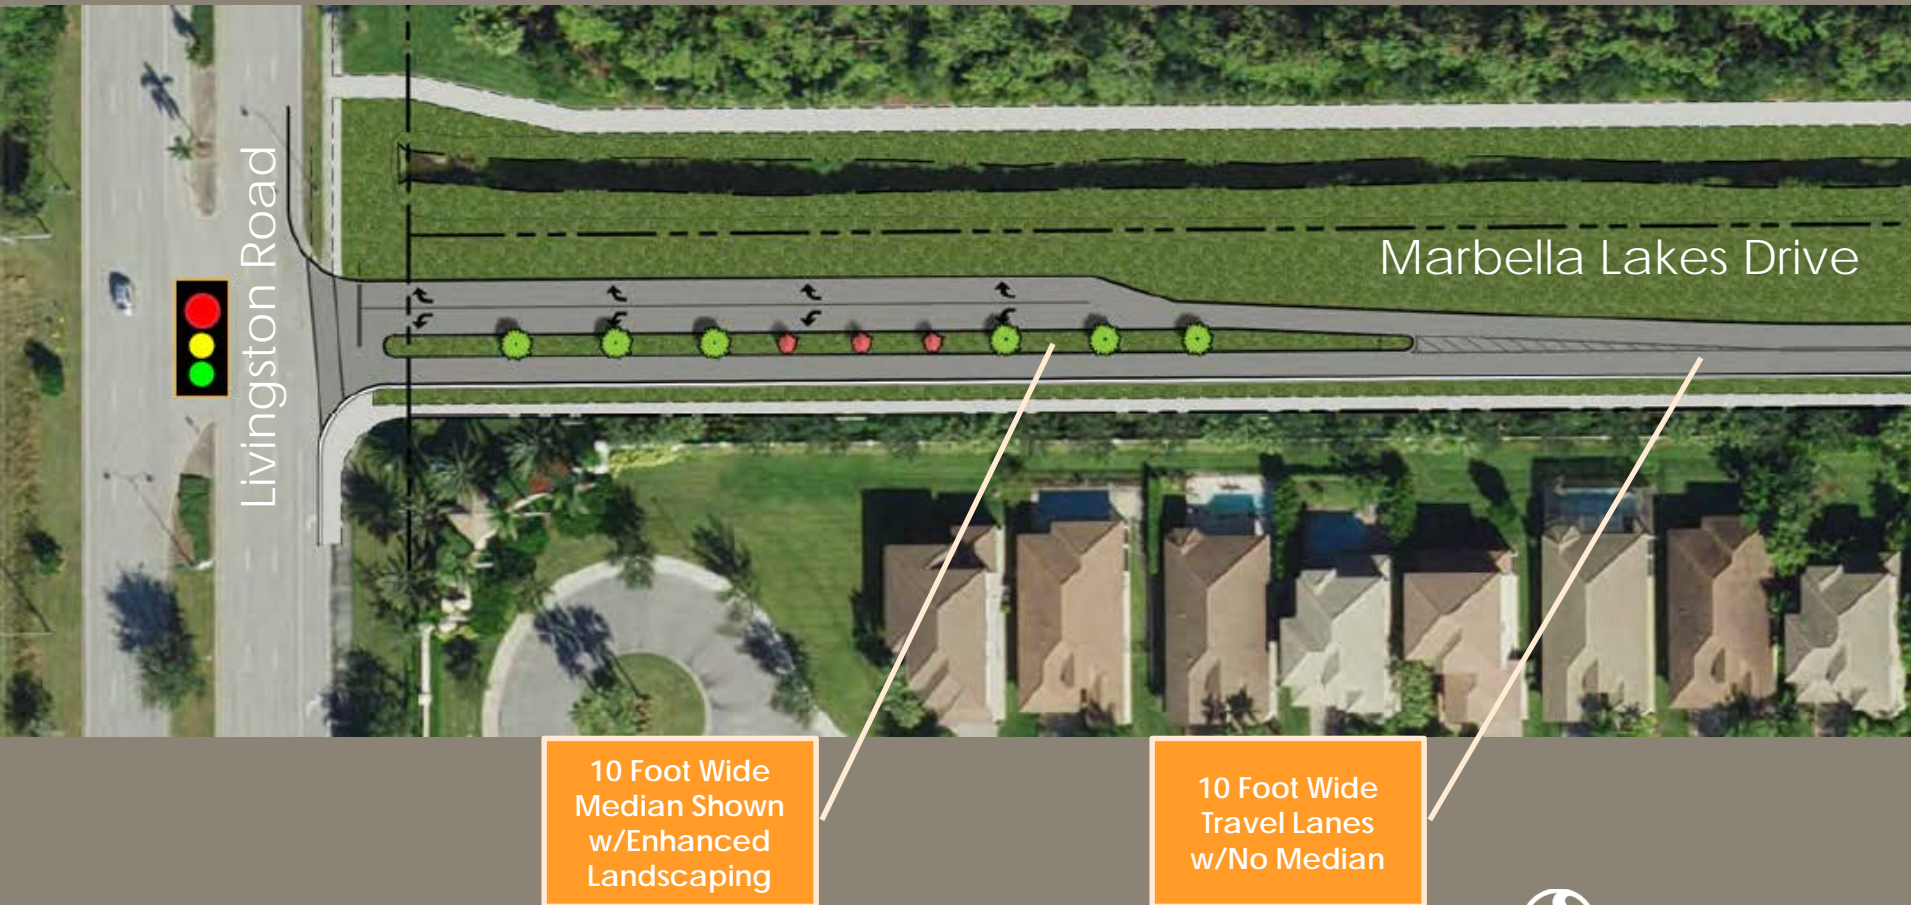 Livingston Road
Marbella Lakes Drive
10 Foot Wide
Median Shown
w/Enhanced
Landscaping
10 Foot Wide
Travel Lanes
w/No Median